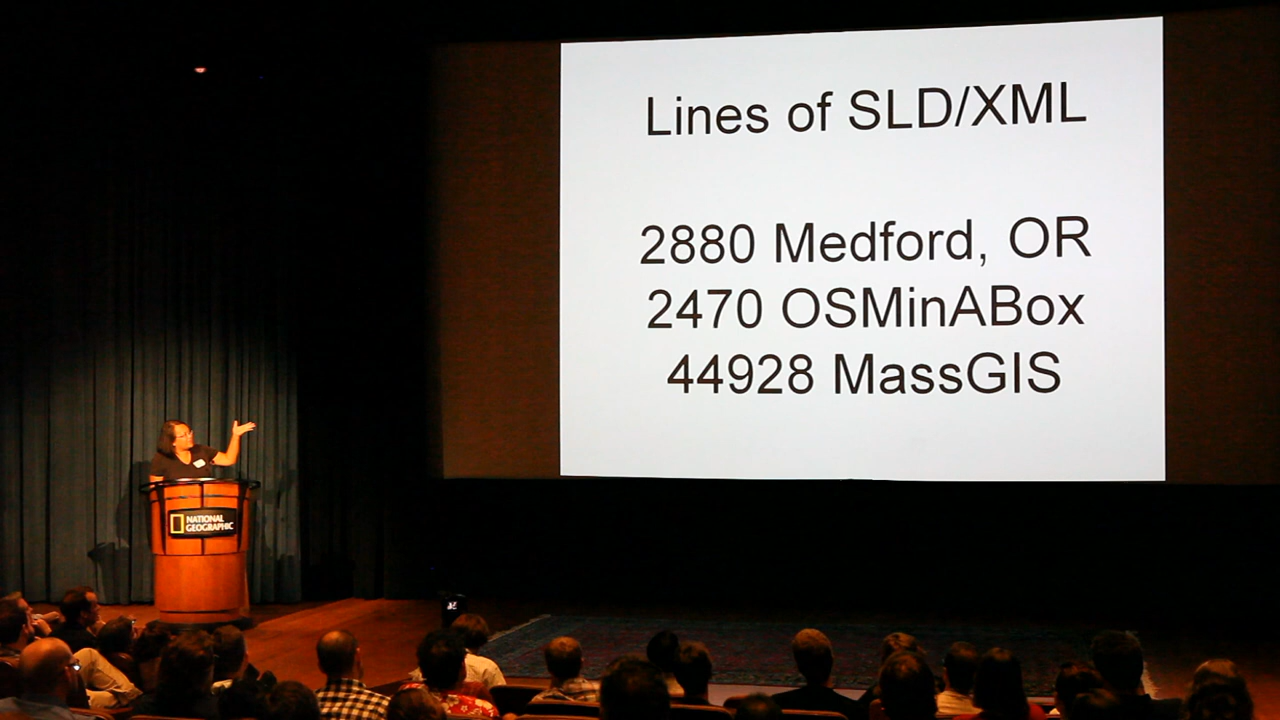 Lines of SLD/XML
2880 Medford, OR
2470 OSMinABox
44928 MassGIS
NATIONAL
GEOGRAPHIC